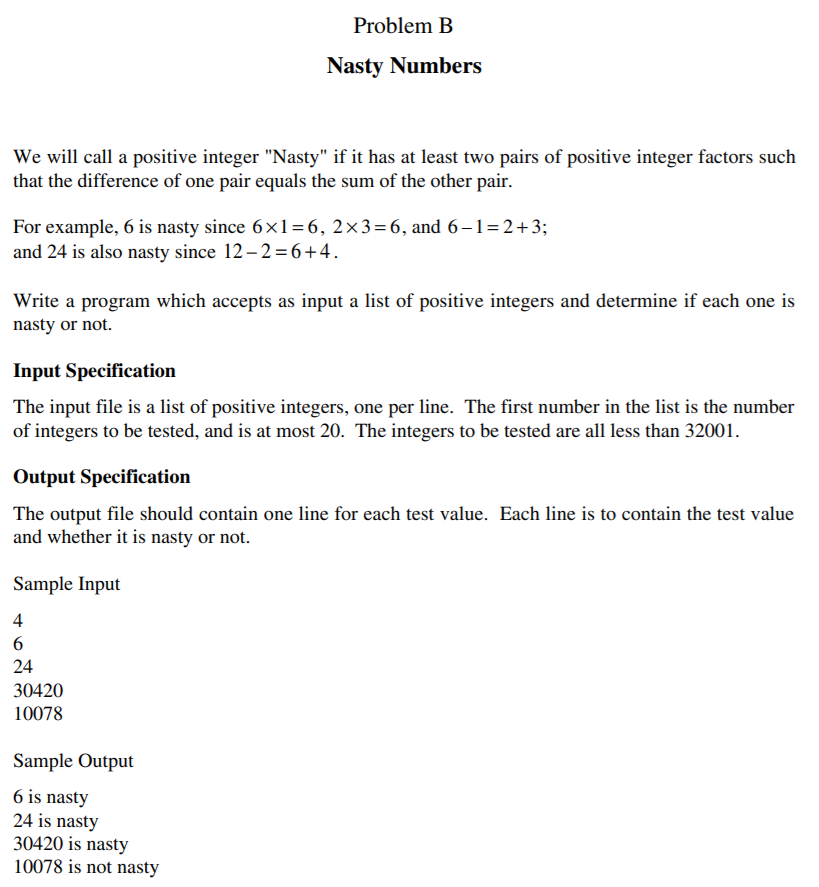 Problem B
Nasty Numbers
We will call a positive integer "Nasty" if it has at least two pairs of positive integer factors such
that the difference of one pair equals the sum of the other pair.
For example, 6 is nasty since 6×1=6, 2×3=6, and 6−1=2+3;
and 24 is also nasty since 12−2=6+4.
Write a program which accepts as input a list of positive integers and determine if each one is
nasty or not.
Input Specification
The input file is a list of positive integers, one per line. The first number in the list is the number
of integers to be tested, and is at most 20. The integers to be tested are all less than 32001.
Output Specification
The output file should contain one line for each test value. Each line is to contain the test value
and whether it is nasty or not.
Sample Input
4
6
24
30420
10078
Sample Output
6 is nasty
24 is nasty
30420 is nasty
10078 is not nasty